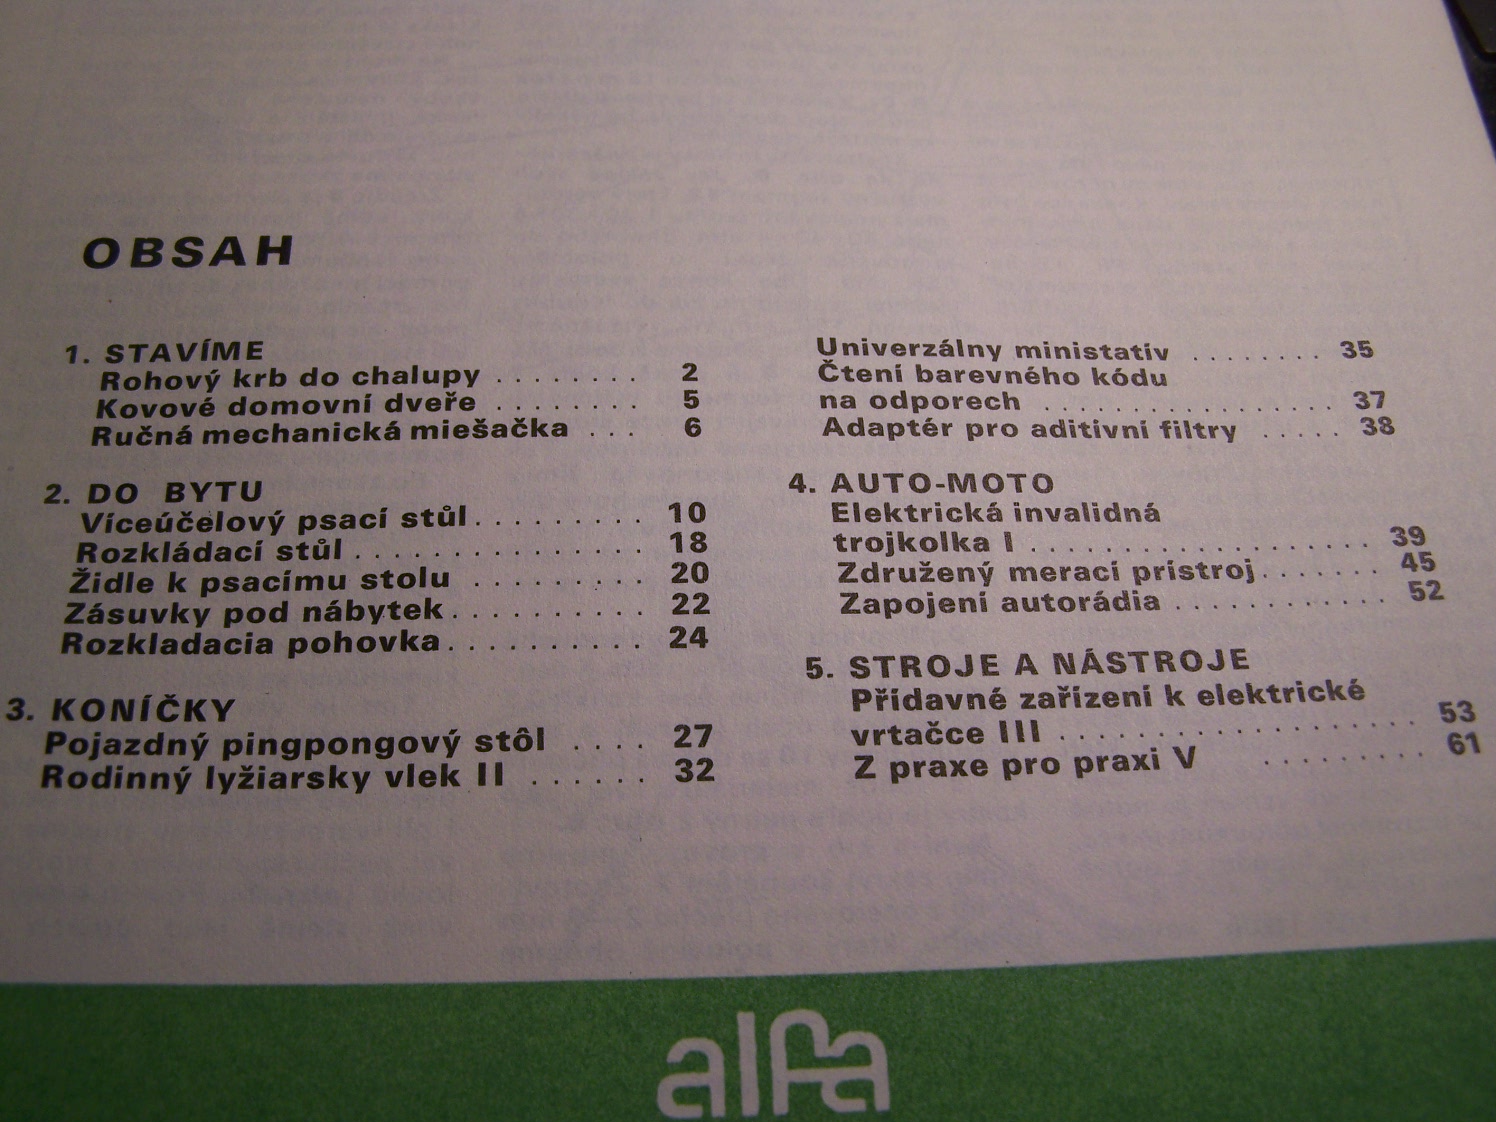 OBSAH
1. STAVÍME
Rohový krb do chalupy ........ 2
Kovové domovní dveře ........ 5
Ručná mechanická miešačka ... 6
2. DO BYTU
Víceúčelový psací stůl ......... 10
Rozkládací stůl ............... 18
Židle k psacímu stolu ......... 20
Zásuvky pod nábytek .......... 22
Rozkladacia pohovka .......... 24
3. KONÍČKY
Pojazdný pingpongový stôl .... 27
Rodinný lyžiarsky vlek II ...... 32
Univerzálny ministatív ........ 35
Čtení barevného kódu
na odporech ................. 37
Adaptér pro aditivní filtry ..... 38
4. AUTO-MOTO
Elektrická invalidná
trojkolka I ................... 39
Združený merací prístroj ....... 45
Zapojení autorádia ............ 52
5. STROJE A NÁSTROJE
Přídavné zařízení k elektrické
vrtačce III .................. 53
Z praxe pro praxi V ......... 61
alfa